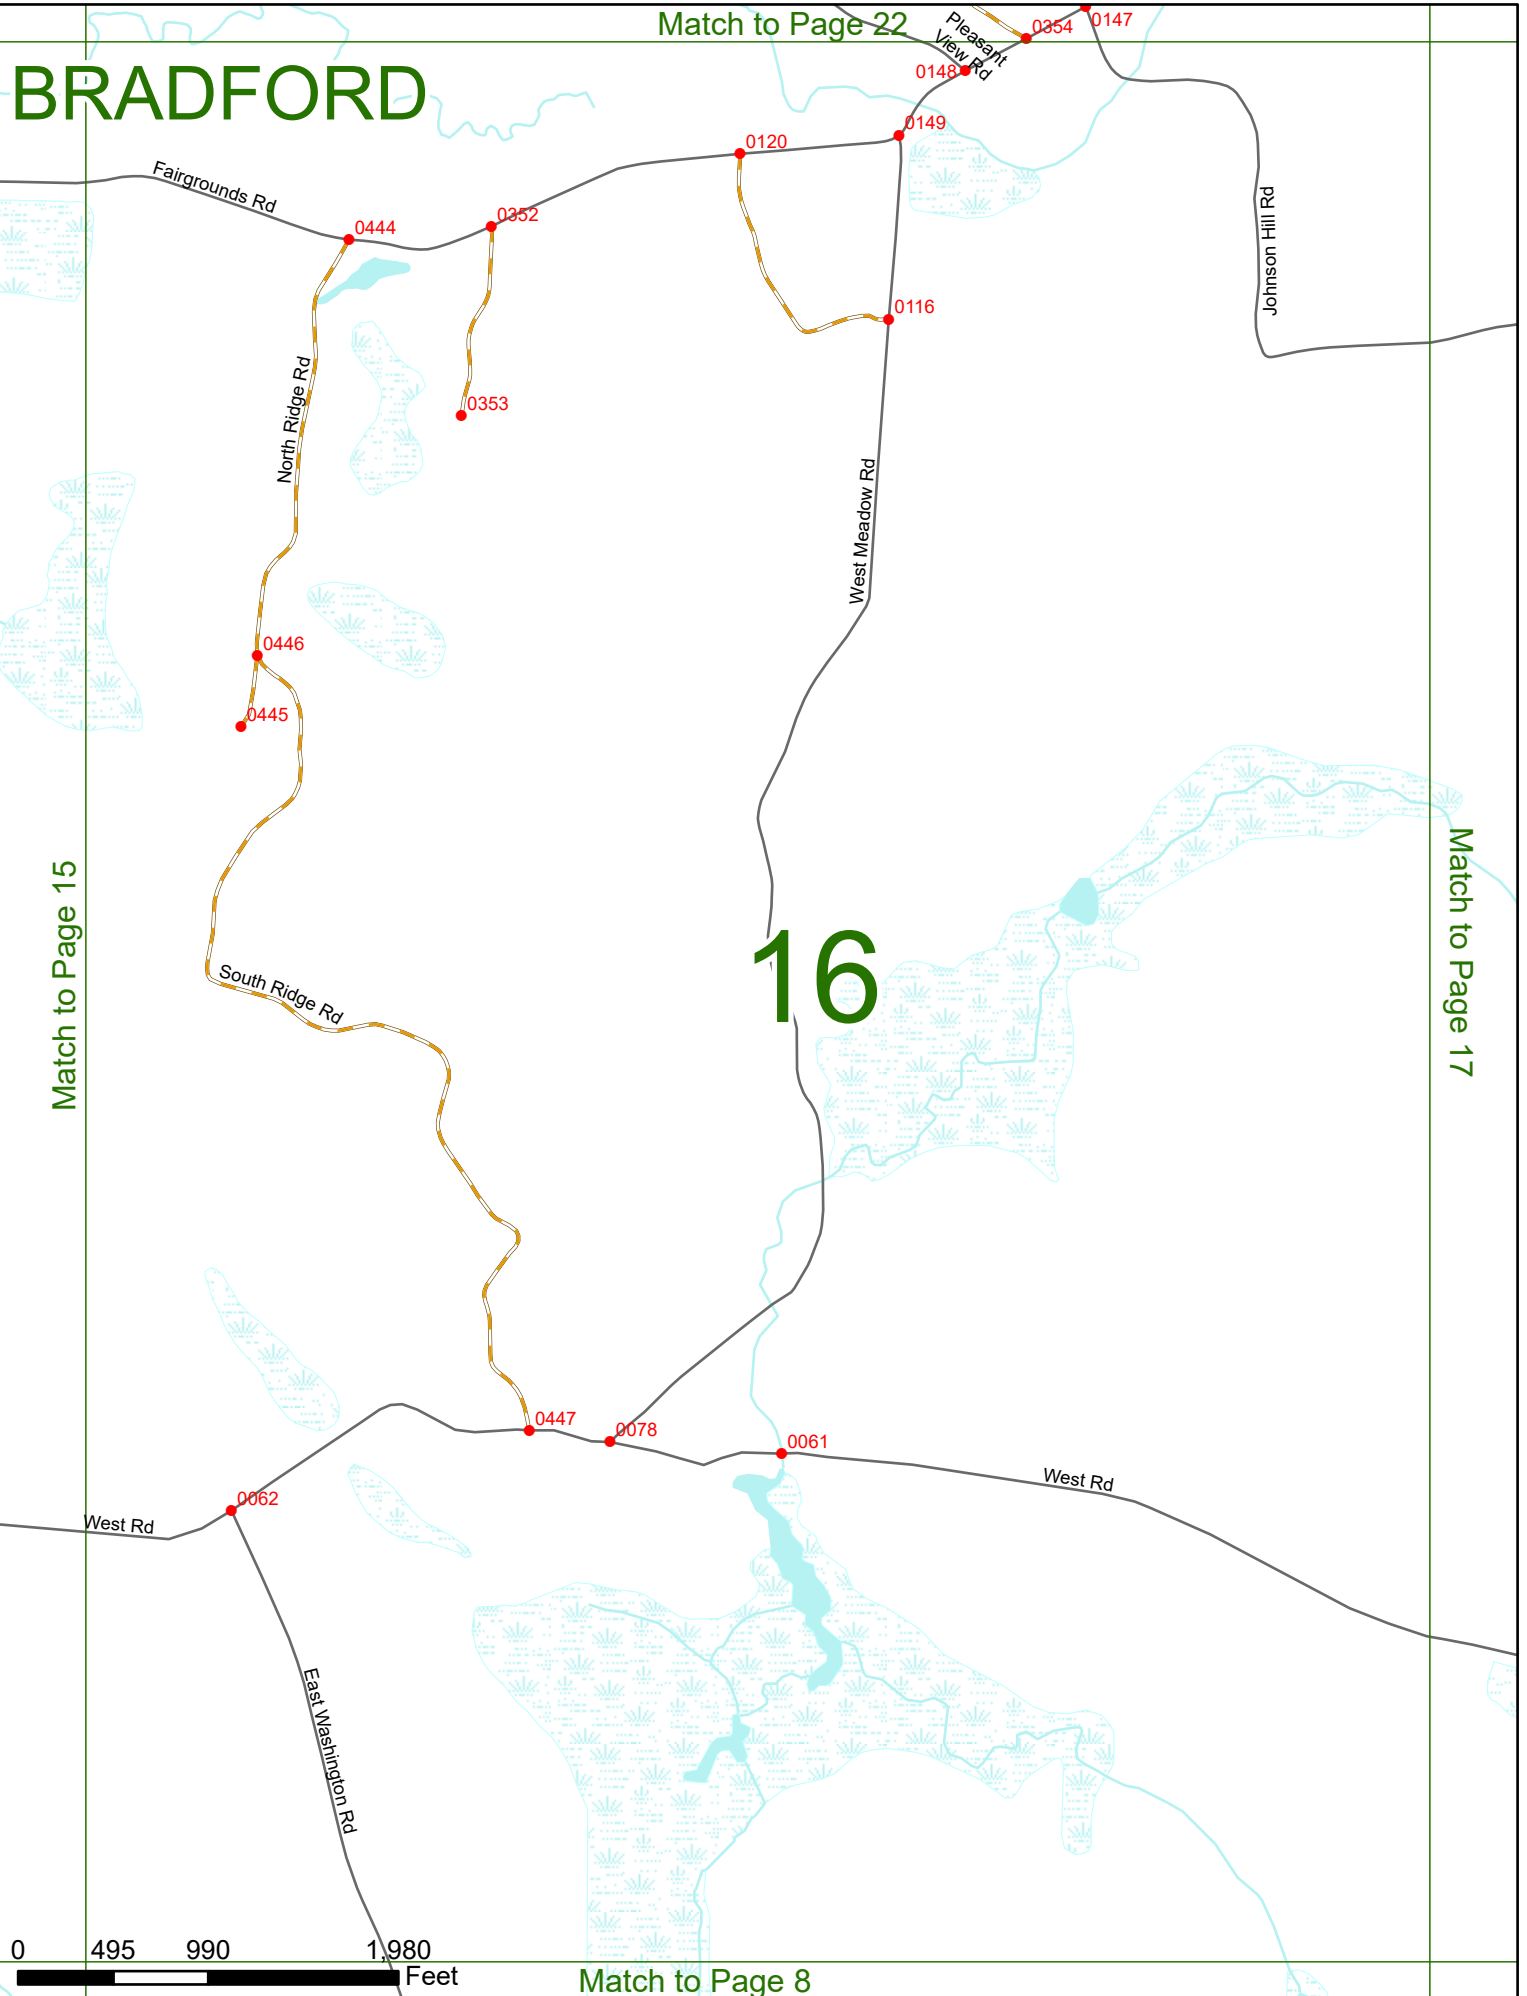 Match to Page 22
BRADFORD
Pleasant
View Rd
0354
0147
0148
0149
0120
Fairgrounds Rd
0352
0444
Johnson Hill Rd
0116
North Ridge Rd
0353
West Meadow Rd
0446
0445
Match to Page 15
16
Match to Page 17
South Ridge Rd
0447
0078
0061
West Rd
0062
West Rd
East Washington Rd
0 495 990 1,980
Feet
Match to Page 8